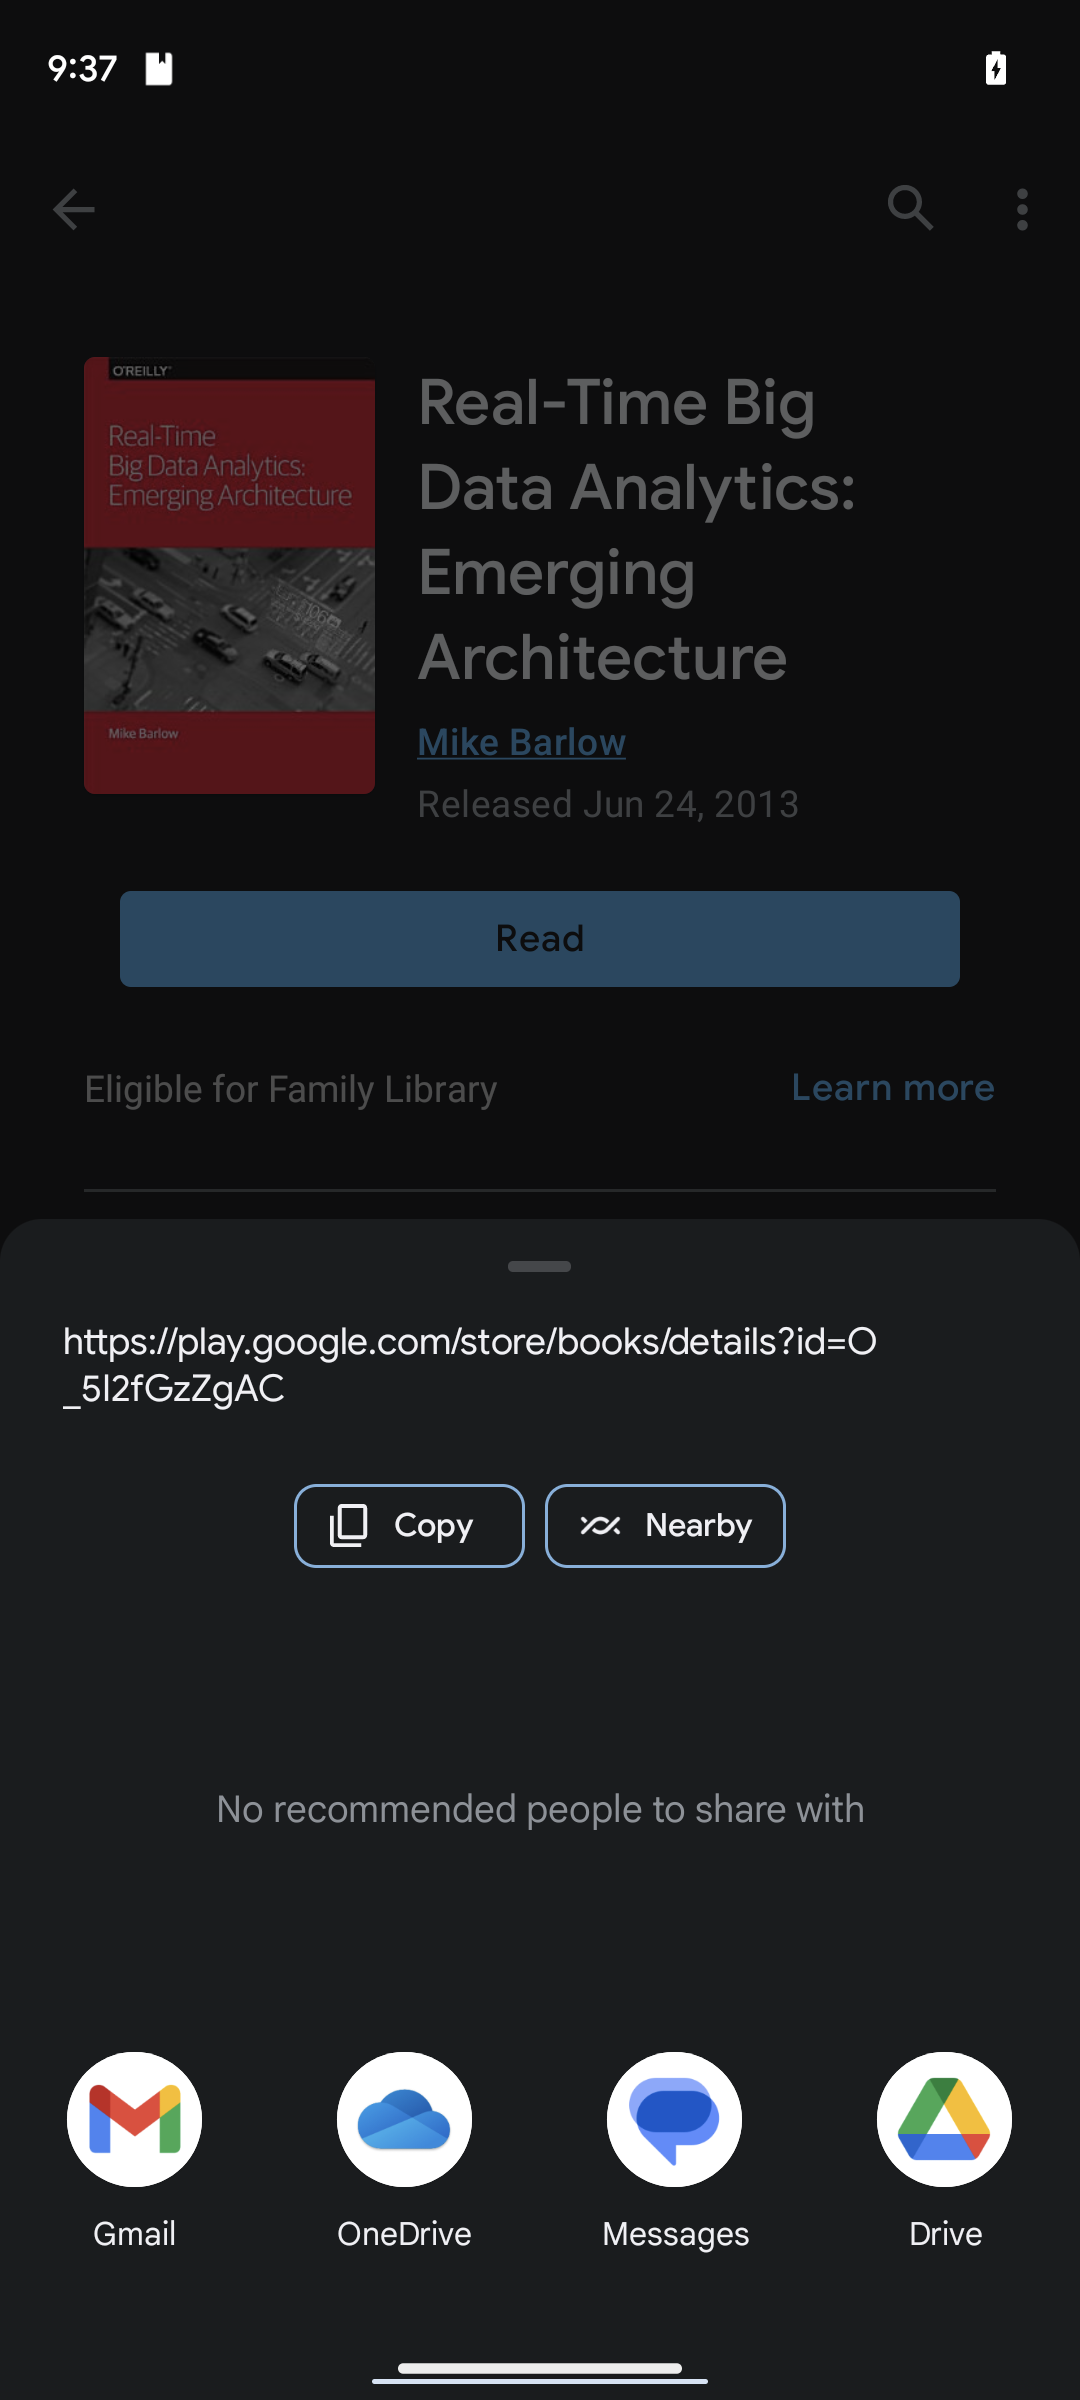 9:37
O'REILLY
Real-Time
Big Data Analytics:
Emerging Architecture
Mike Barlow
Real-Time Big
Data Analytics:
Emerging
Architecture
Mike Barlow
Released Jun 24, 2013
Read
Eligible for Family Library
Learn more
https://play.google.com/store/books/details?id=O
_5I2fGzZgAC
Copy
Nearby
No recommended people to share with
Gmail
OneDrive
Messages
Drive